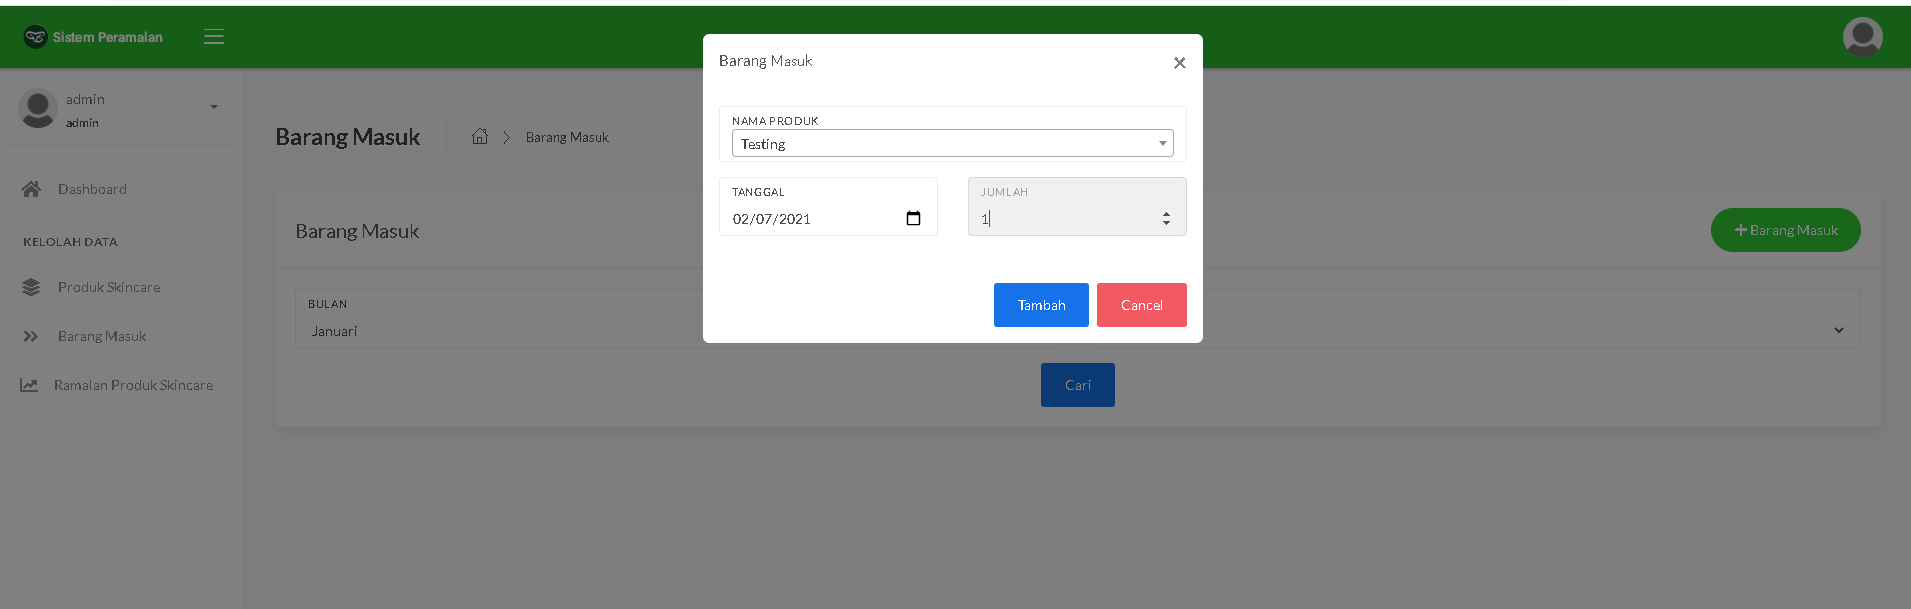 Sistem Peramalan
admin
admin
Dashboard
KELOLAH DATA
Produk Skincare
Barang Masuk
Ramalan Produk Skincare
Barang Masuk
Barang Masuk
Barang Masuk
Barang Masuk
BULAN
Januari
Cari
Barang Masuk
NAMA PRODUK
Testing
TANGGAL
02/07/2021
JUMLAH
1
Tambah
Cancel